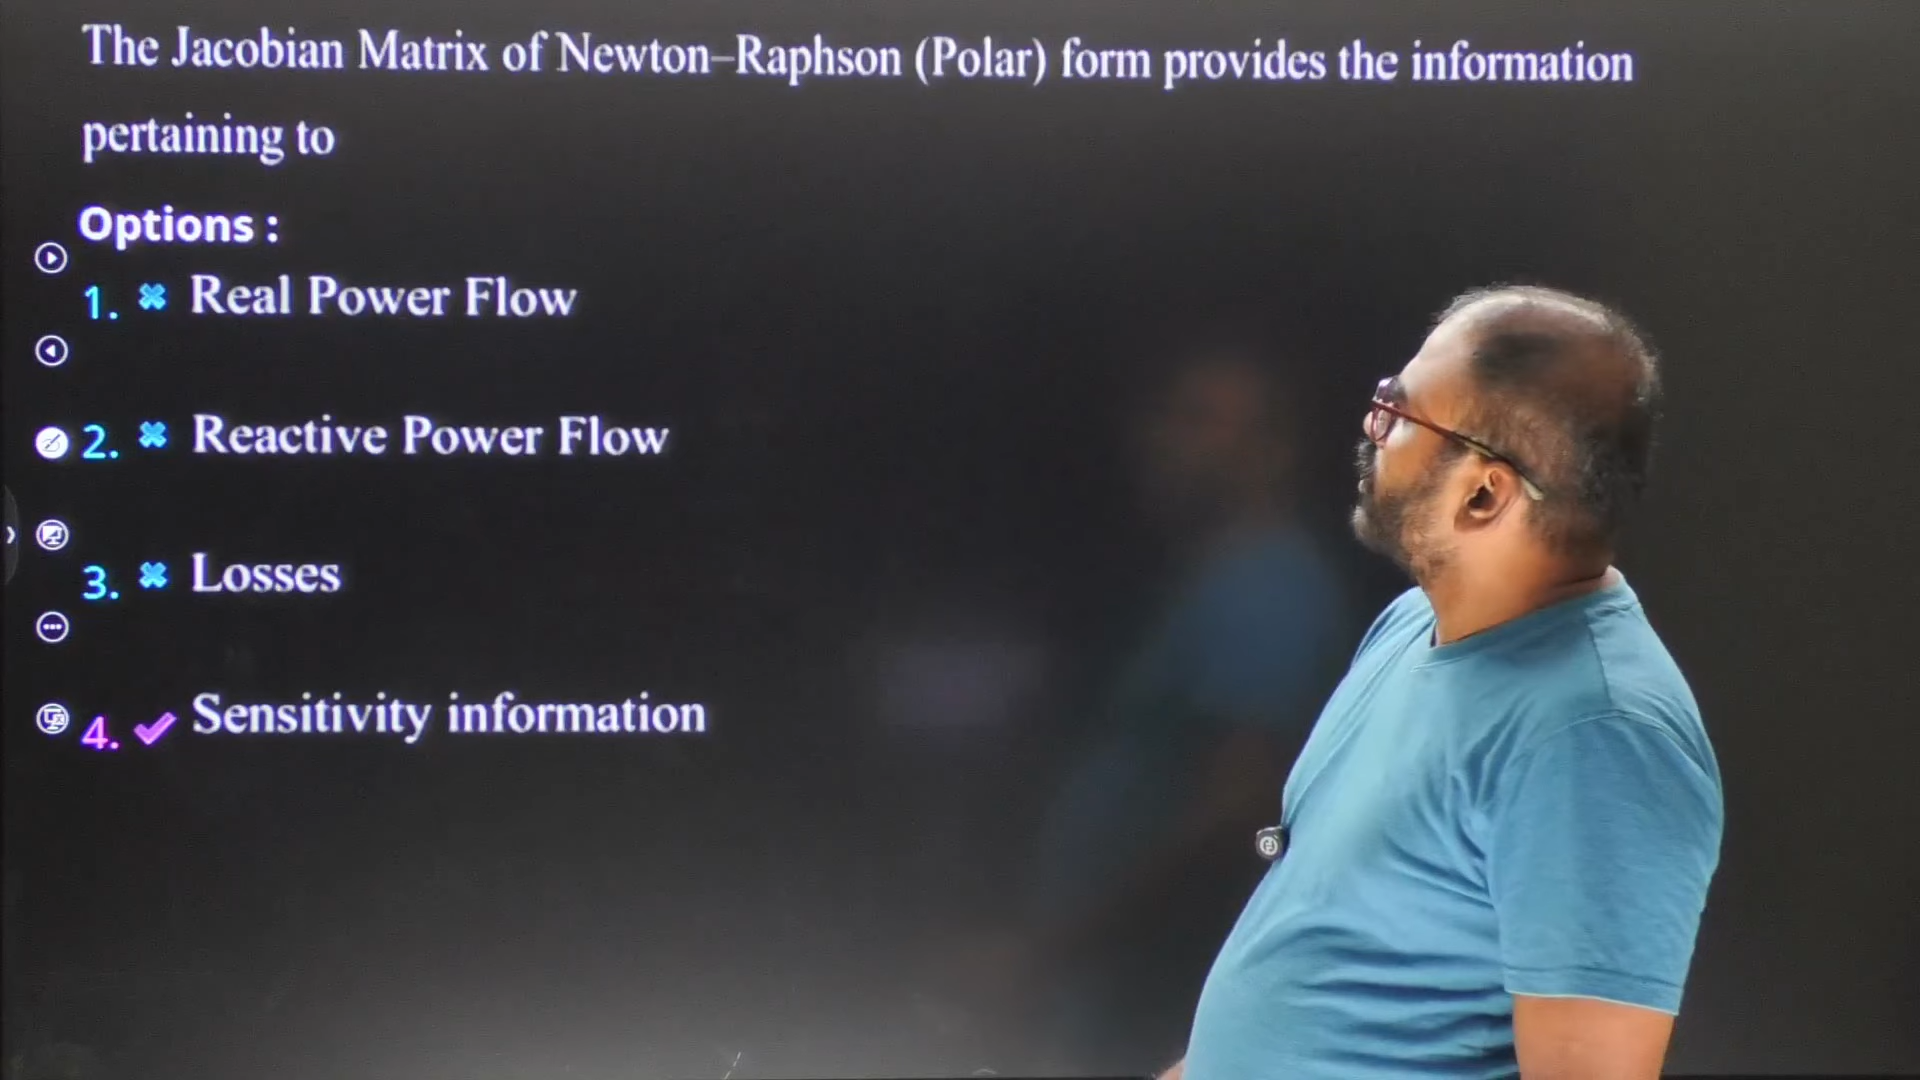 The Jacobian Matrix of Newton–Raphson (Polar) form provides the information
pertaining to
Options :
1. Real Power Flow
2. Reactive Power Flow
3. Losses
4. Sensitivity information